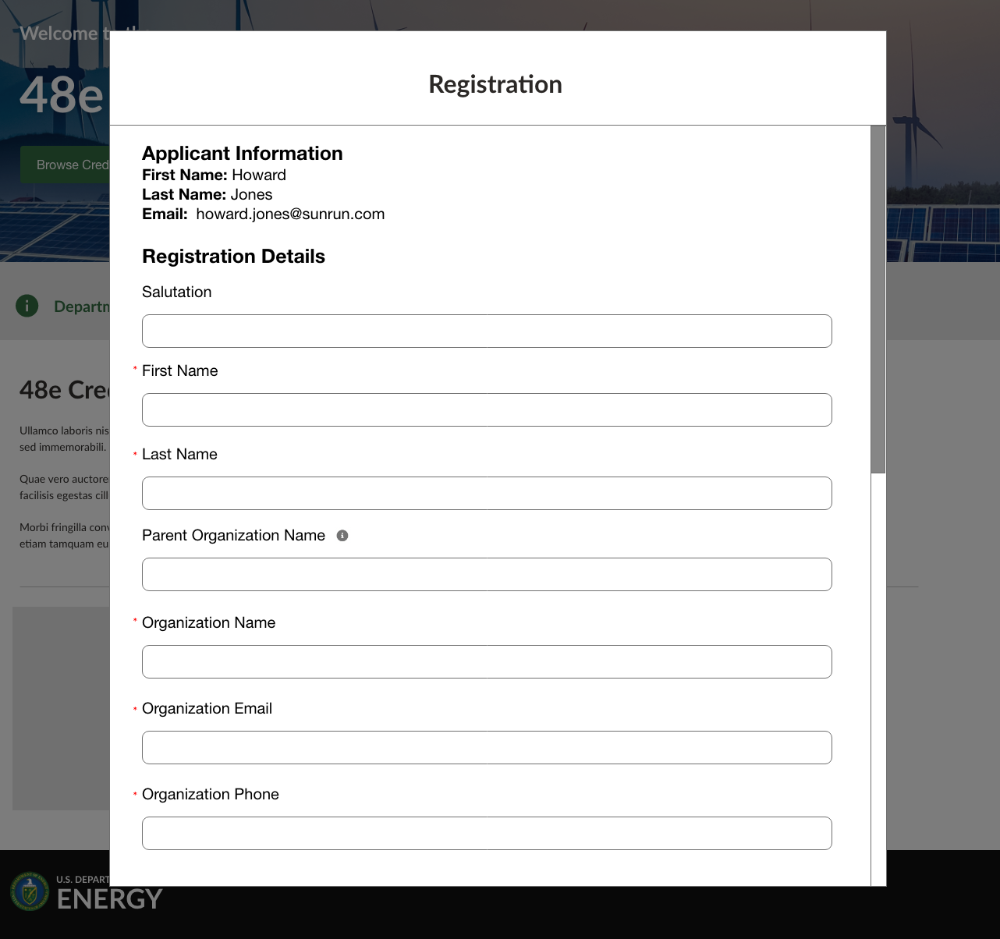 Welcome t
48e
Browse Cred
Registration
Applicant Information
First Name: Howard
Last Name: Jones
Email: howard.jones@sunrun.com
Registration Details
Salutation
* First Name
* Last Name
Parent Organization Name
* Organization Name
* Organization Email
* Organization Phone
Departm
48e Cre
Ullamco laboris nis
sed immemorabili.
Quae vero auctore
facilisis egestas cill
Morbi fringilla conv
etiam tamquam eu
U.S. DEPART
ENERGY